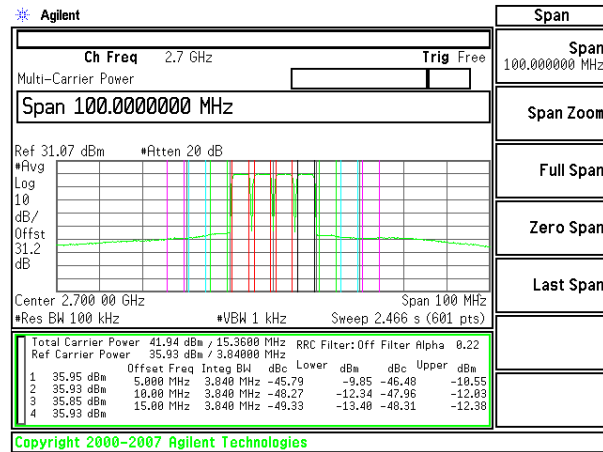 Agilent
Span
Ch Freq 2.7 GHz Trig Free
Multi-Carrier Power
Span 100.0000000 MHz
Span
100.000000 MHz
Span Zoom
Full Span
Zero Span
Last Span
Ref 31.07 dBm #Atten 20 dB
#Avg
Log
10
dB/
Offst
31.2
dB
Center 2.700 00 GHz Span 100 MHz
#Res BW 100 kHz #VBW 1 kHz Sweep 2.466 s (601 pts)
Total Carrier Power 41.94 dBm / 15.3600 MHz RRC Filter: Off Filter Alpha 0.22
Ref Carrier Power 35.93 dBm / 3.84000 MHz
Lower Upper
Offset Freq Integ BW dBc dBm dBc dBm
1 35.95 dBm 5.000 MHz 3.840 MHz -45.79 -9.85 -46.48 -10.55
2 35.93 dBm 10.00 MHz 3.840 MHz -48.27 -12.34 -47.96 -12.03
3 35.85 dBm 15.00 MHz 3.840 MHz -49.33 -13.40 -48.31 -12.38
4 35.93 dBm
Copyright 2000-2007 Agilent Technologies